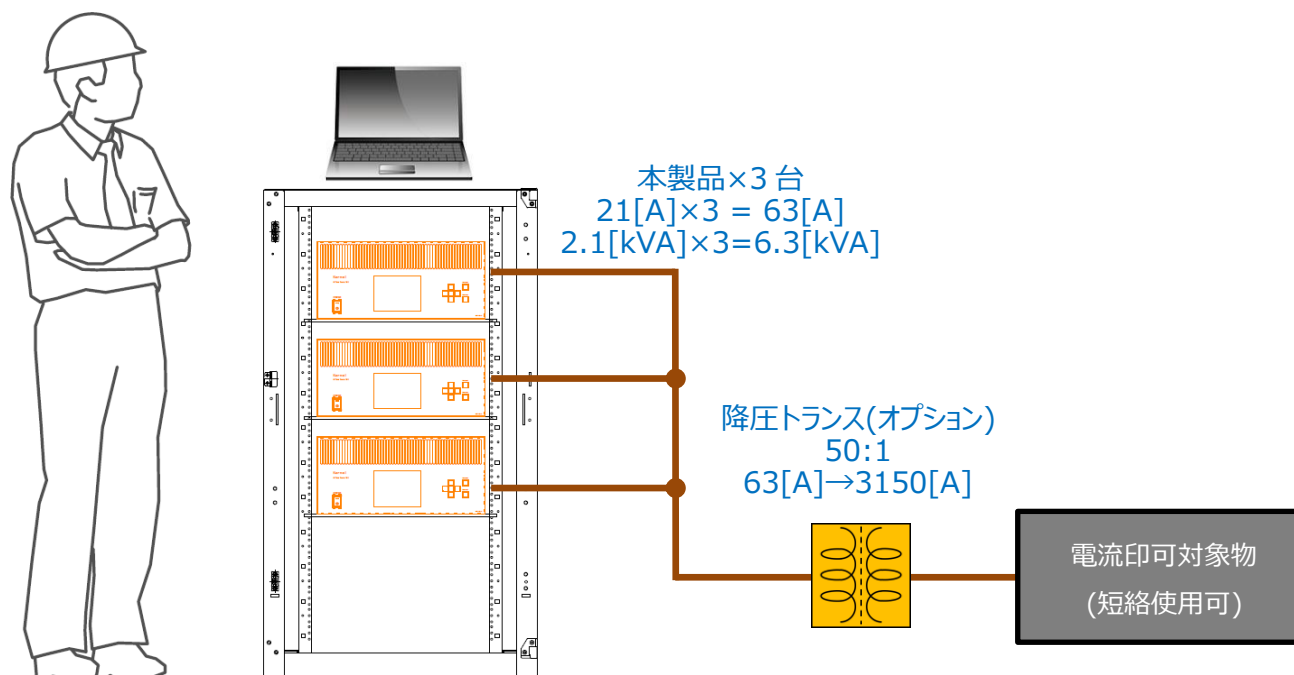 本製品×3 台
21[A]×3 = 63[A]
2.1[kVA]×3=6.3[kVA]
降圧トランス(オプション)
50:1
63[A]→3150[A]
電流印可対象物
(短絡使用可)